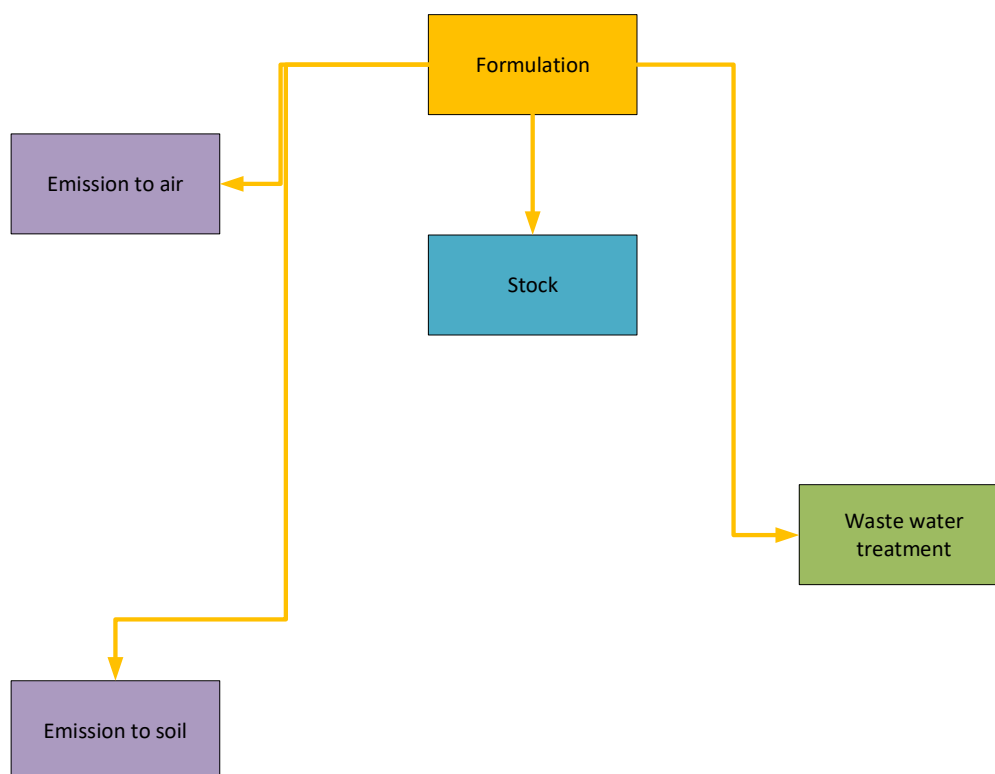 Formulation
Emission to air
Stock
Waste water
treatment
Emission to soil